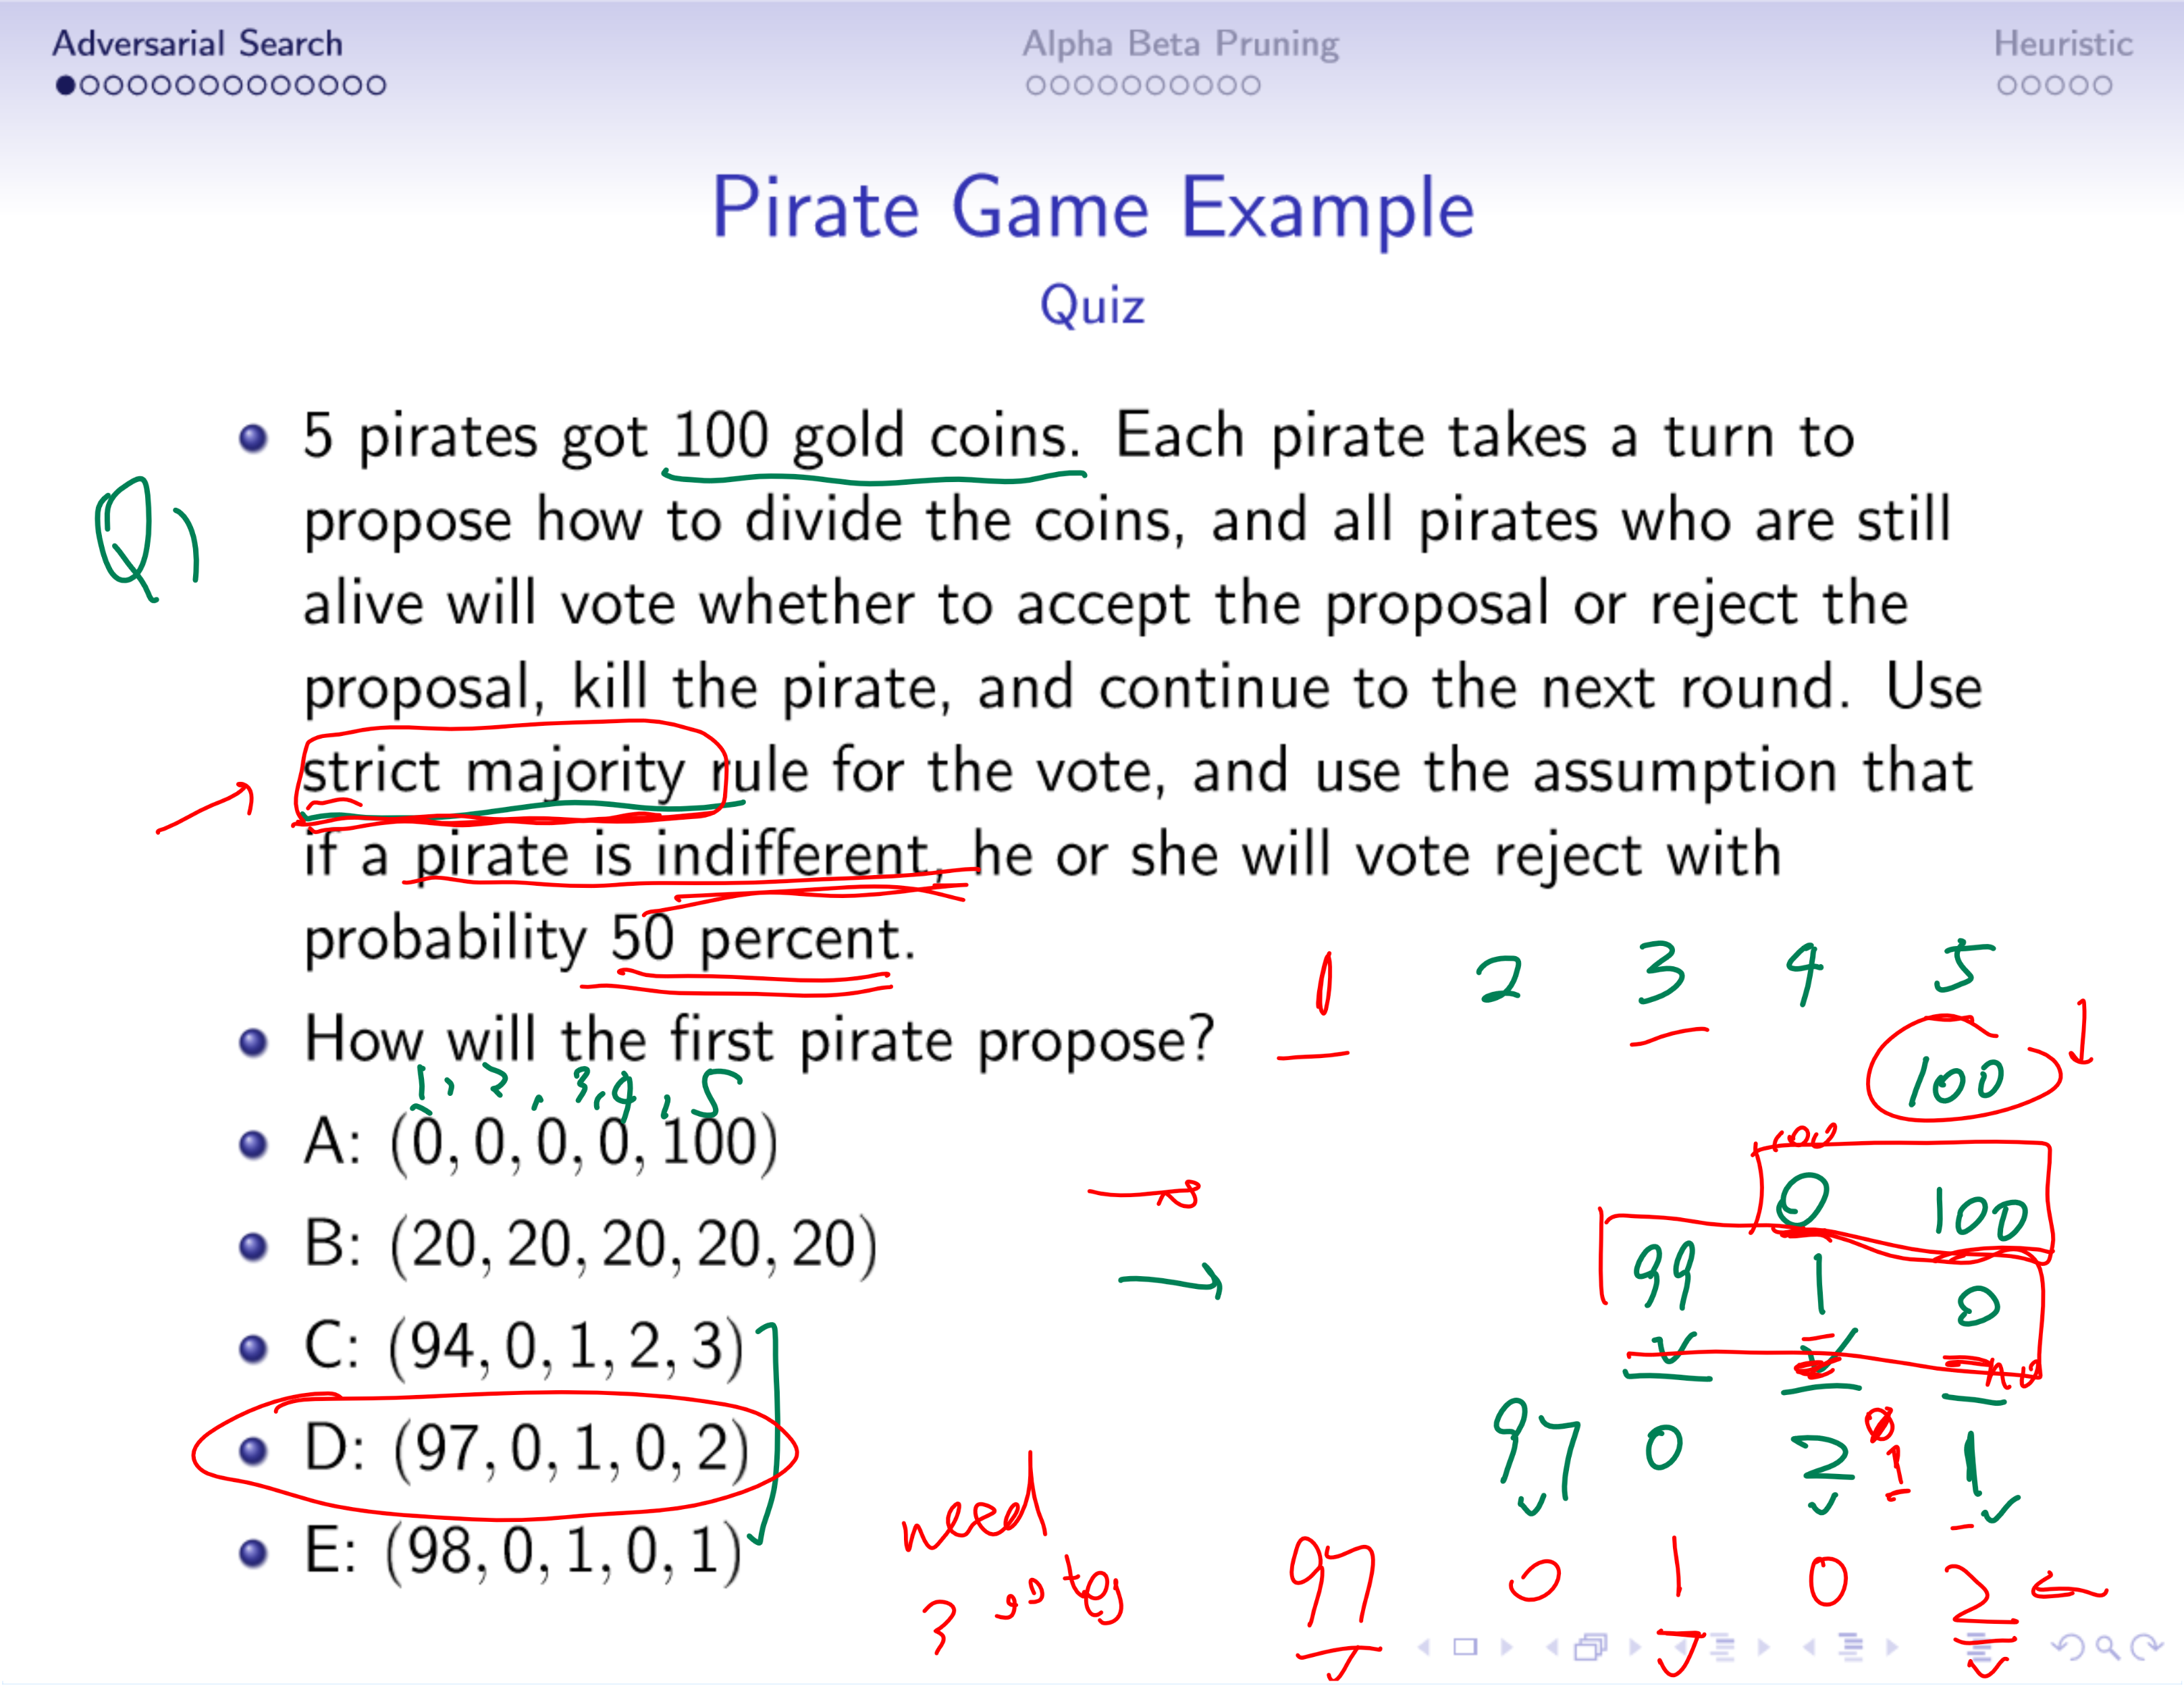 Adversarial Search Alpha Beta Pruning Heuristic
Pirate Game Example
Quiz
5 pirates got 100 gold coins. Each pirate takes a turn to
Q1
propose how to divide the coins, and all pirates who are still
alive will vote whether to accept the proposal or reject the
proposal, kill the pirate, and continue to the next round. Use
strict majority rule for the vote, and use the assumption that
if a pirate is indifferent, he or she will vote reject with
probability 50 percent.
1 2 3 4 5
How will the first pirate propose?
100
1, 2, 3, 4, 5
A: (0, 0, 0, 0, 100)
0 100
B: (20, 20, 20, 20, 20)
99 1 0
C: (94, 0, 1, 2, 3)
D: (97, 0, 1, 0, 2)
97 0 2 1
E: (98, 0, 1, 0, 1)
need
97 0 1 0 2
3